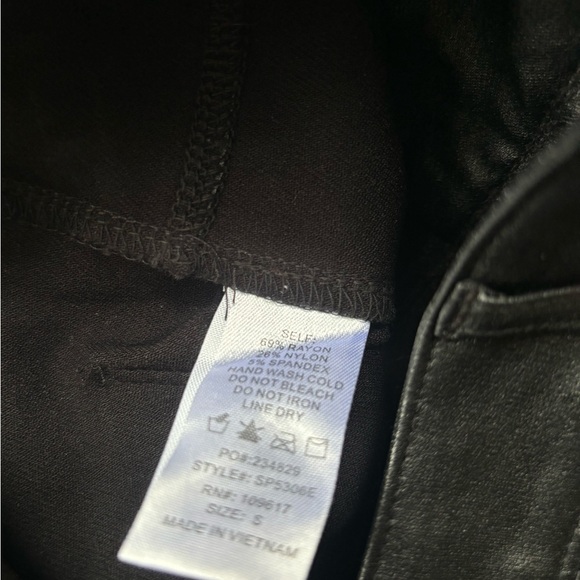 SELF:
69% RAYON
26% NYLON
5% SPANDEX
HAND WASH COLD
DO NOT BLEACH
DO NOT IRON
LINE DRY
PO#:234829
STYLE#: SP5306E
RN#: 109617
SIZE: S
MADE IN VIETNAM